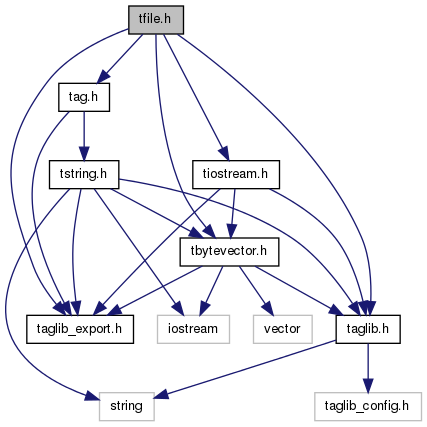 tfile.h
tag.h
tstring.h
tiostream.h
tbytevector.h
taglib_export.h
iostream
vector
taglib.h
string
taglib_config.h